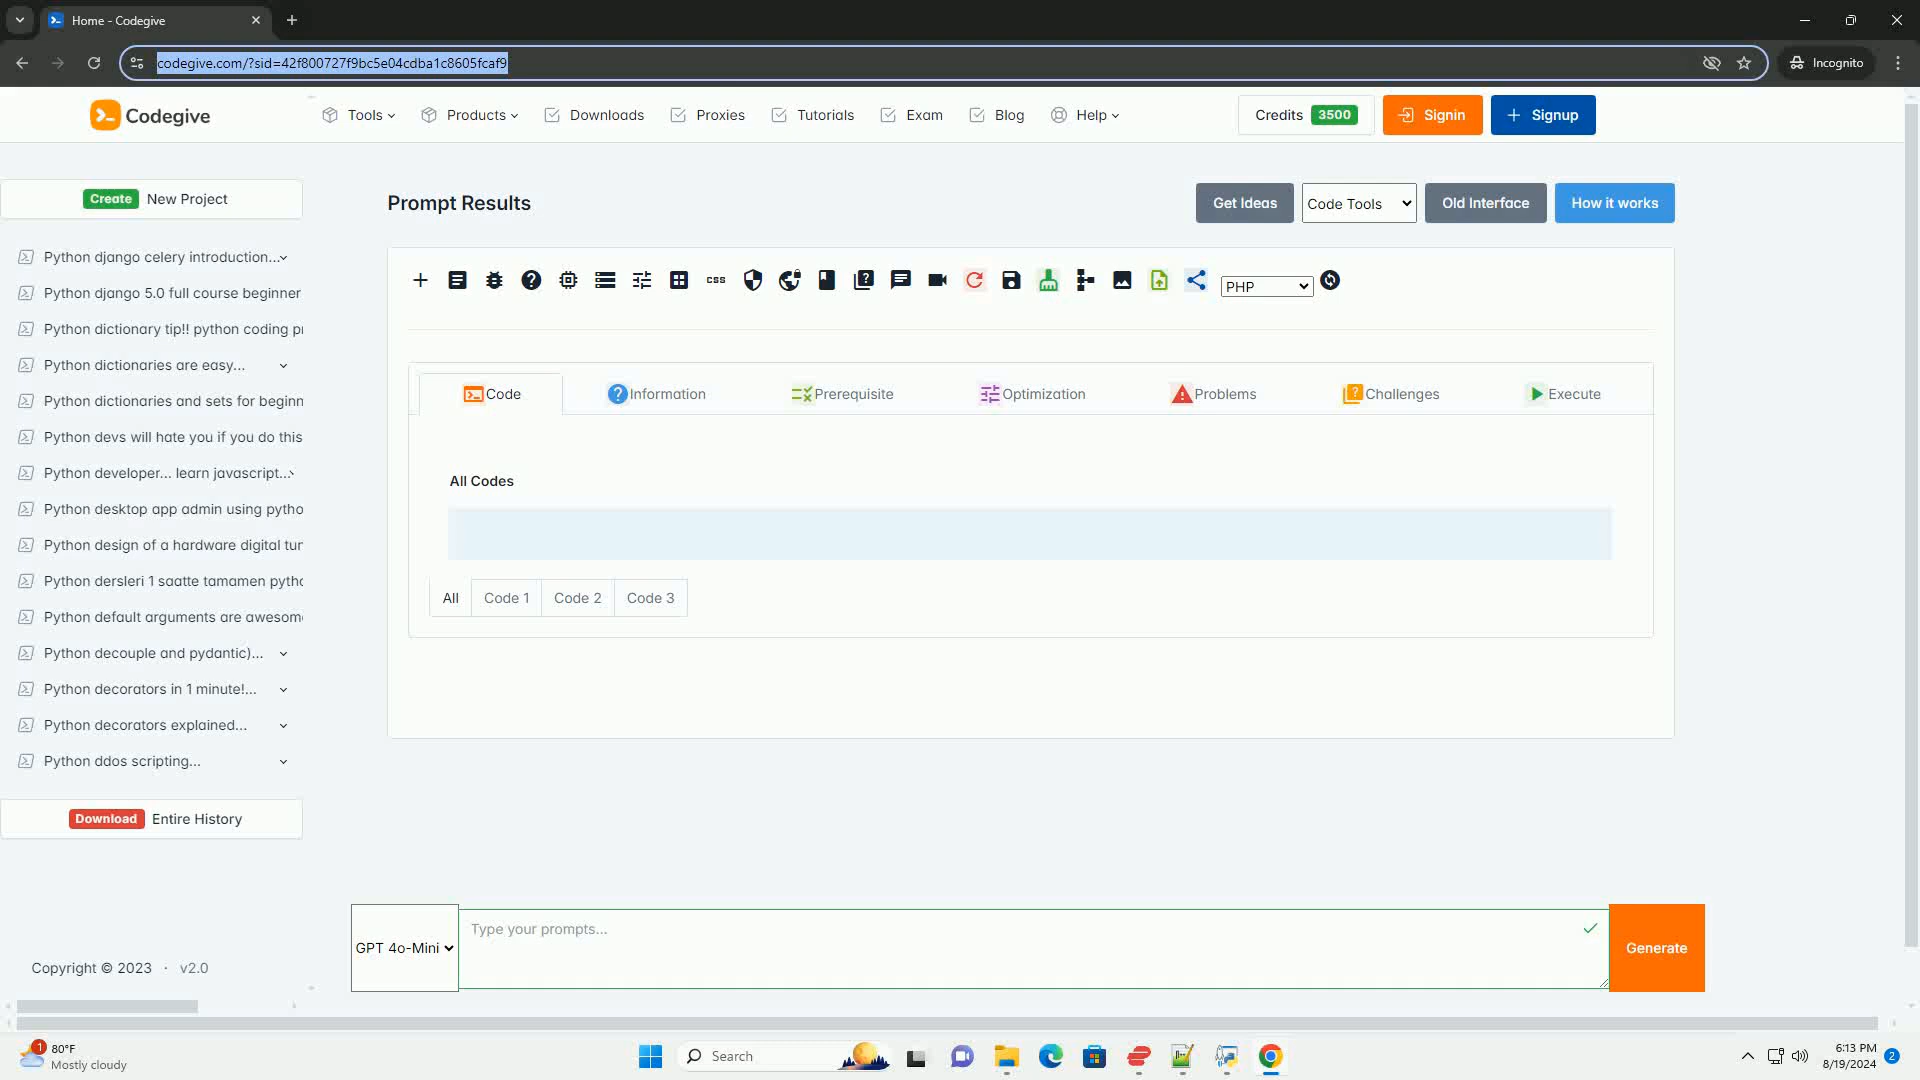 Home - Codegive
codegive.com/?sid=42f800727f9bc5e04cdba1c8605fcaf9
Incognito
Codegive
Tools
Products
Downloads
Proxies
Tutorials
Exam
Blog
Help
Credits 3500
Signin
Signup
Create New Project
Python django celery introduction...
Python django 5.0 full course beginner
Python dictionary tip!! python coding pr
Python dictionaries are easy...
Python dictionaries and sets for beginn
Python devs will hate you if you do this
Python developer... learn javascript...
Python desktop app admin using pytho
Python design of a hardware digital tun
Python dersleri 1 saatte tamamen pytho
Python default arguments are awesom
Python decouple and pydantic)...
Python decorators in 1 minute!...
Python decorators explained...
Python ddos scripting...
Download Entire History
Copyright © 2023 · v2.0
Prompt Results
Get Ideas
Code Tools
Old Interface
How it works
css
PHP
Code
Information
Prerequisite
Optimization
Problems
Challenges
Execute
All Codes
All
Code 1
Code 2
Code 3
GPT 4o-Mini
Type your prompts...
Generate
1
80°F
Mostly cloudy
Search
6:13 PM
8/19/2024
2